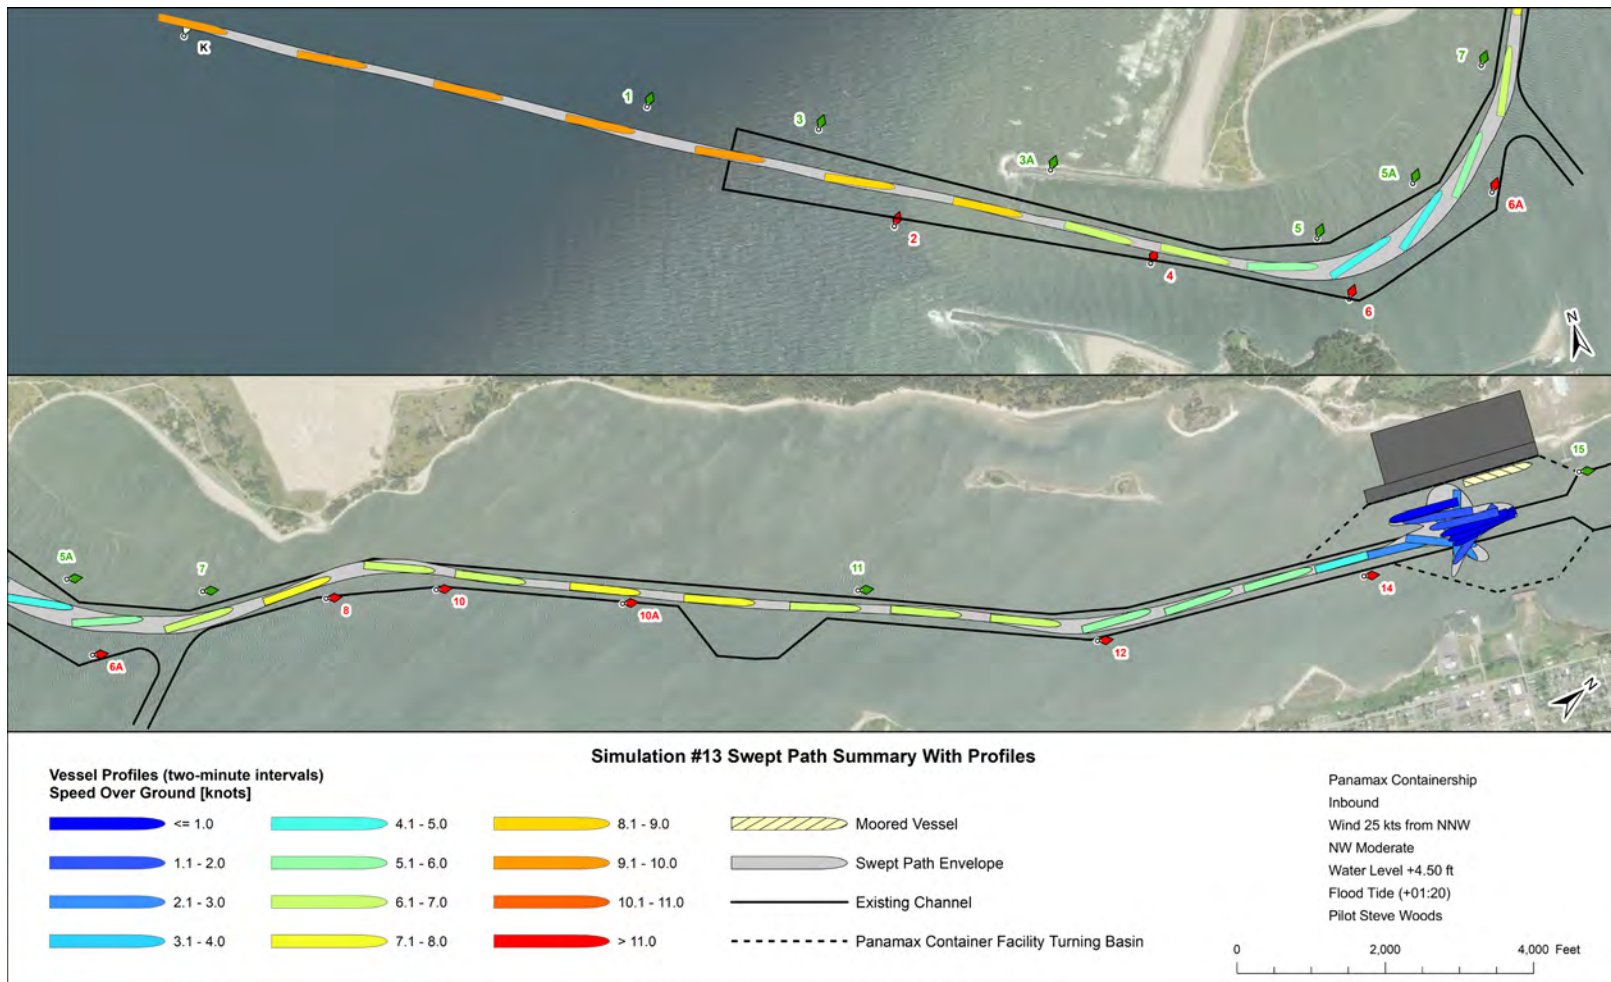 K
1
3
3A
7
5A
6A
5
2
4
6
N
5A
7
11
15
8
10
10A
14
6A
12
N
Simulation #13 Swept Path Summary With Profiles
Vessel Profiles (two-minute intervals)
Speed Over Ground [knots]
<= 1.0
1.1 - 2.0
2.1 - 3.0
3.1 - 4.0
4.1 - 5.0
5.1 - 6.0
6.1 - 7.0
7.1 - 8.0
8.1 - 9.0
9.1 - 10.0
10.1 - 11.0
> 11.0
Moored Vessel
Swept Path Envelope
Existing Channel
Panamax Container Facility Turning Basin
Panamax Containership
Inbound
Wind 25 kts from NNW
NW Moderate
Water Level +4.50 ft
Flood Tide (+01:20)
Pilot Steve Woods
0 2,000 4,000 Feet